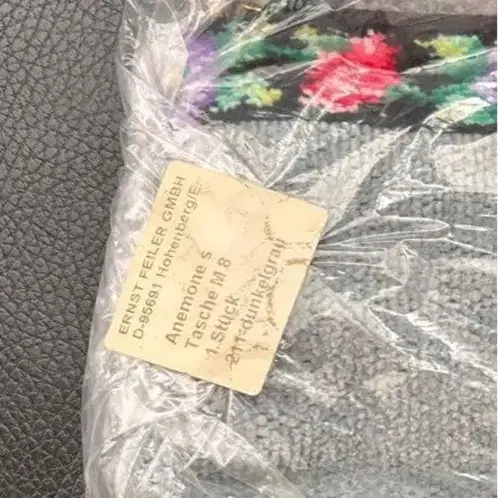 ERNST FEILER GMBH
D-95691 Hohenberg/E.
Anemone s
Tasche M 8
1 Stück
211-dunkelgrau